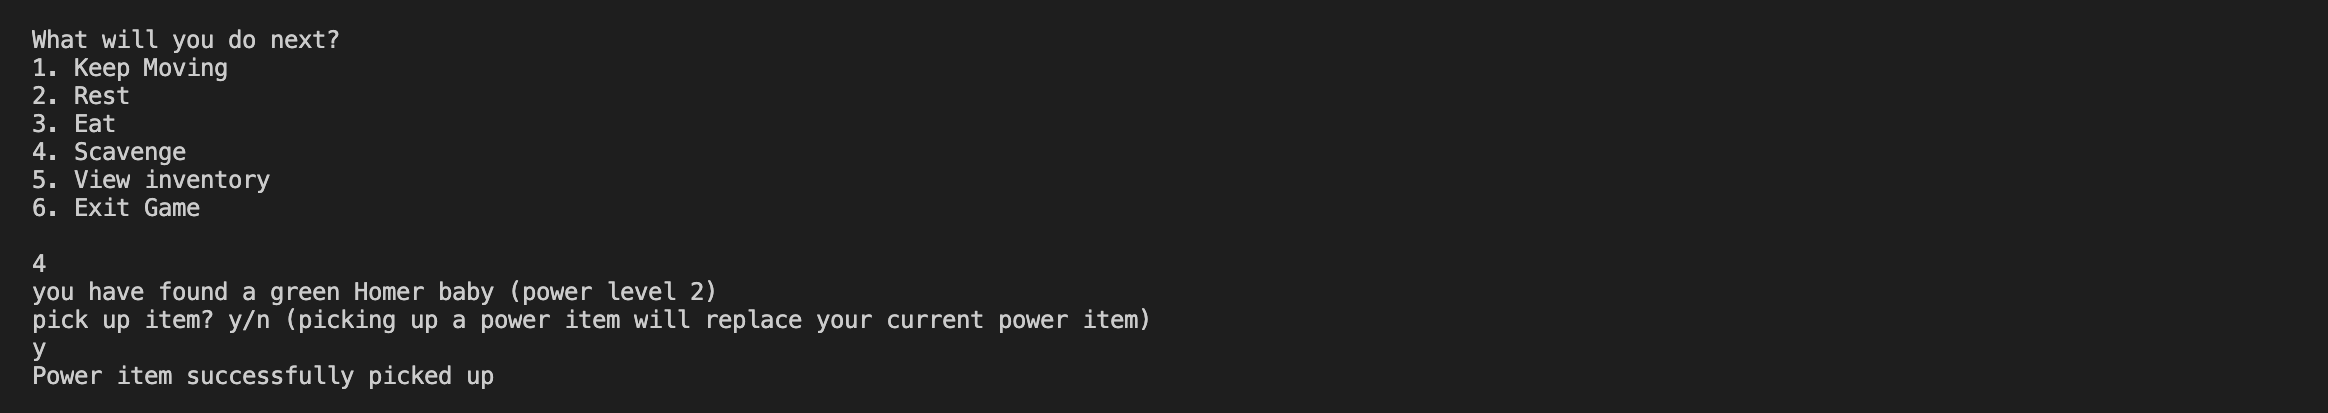 What will you do next?
1. Keep Moving
2. Rest
3. Eat
4. Scavenge
5. View inventory
6. Exit Game
4
you have found a green Homer baby (power level 2)
pick up item? y/n (picking up a power item will replace your current power item)
y
Power item successfully picked up